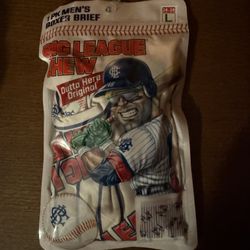 1 PK MEN'S
BOXER BRIEF
L
BIG LEAGUE
CHEW
Outta Here
Original